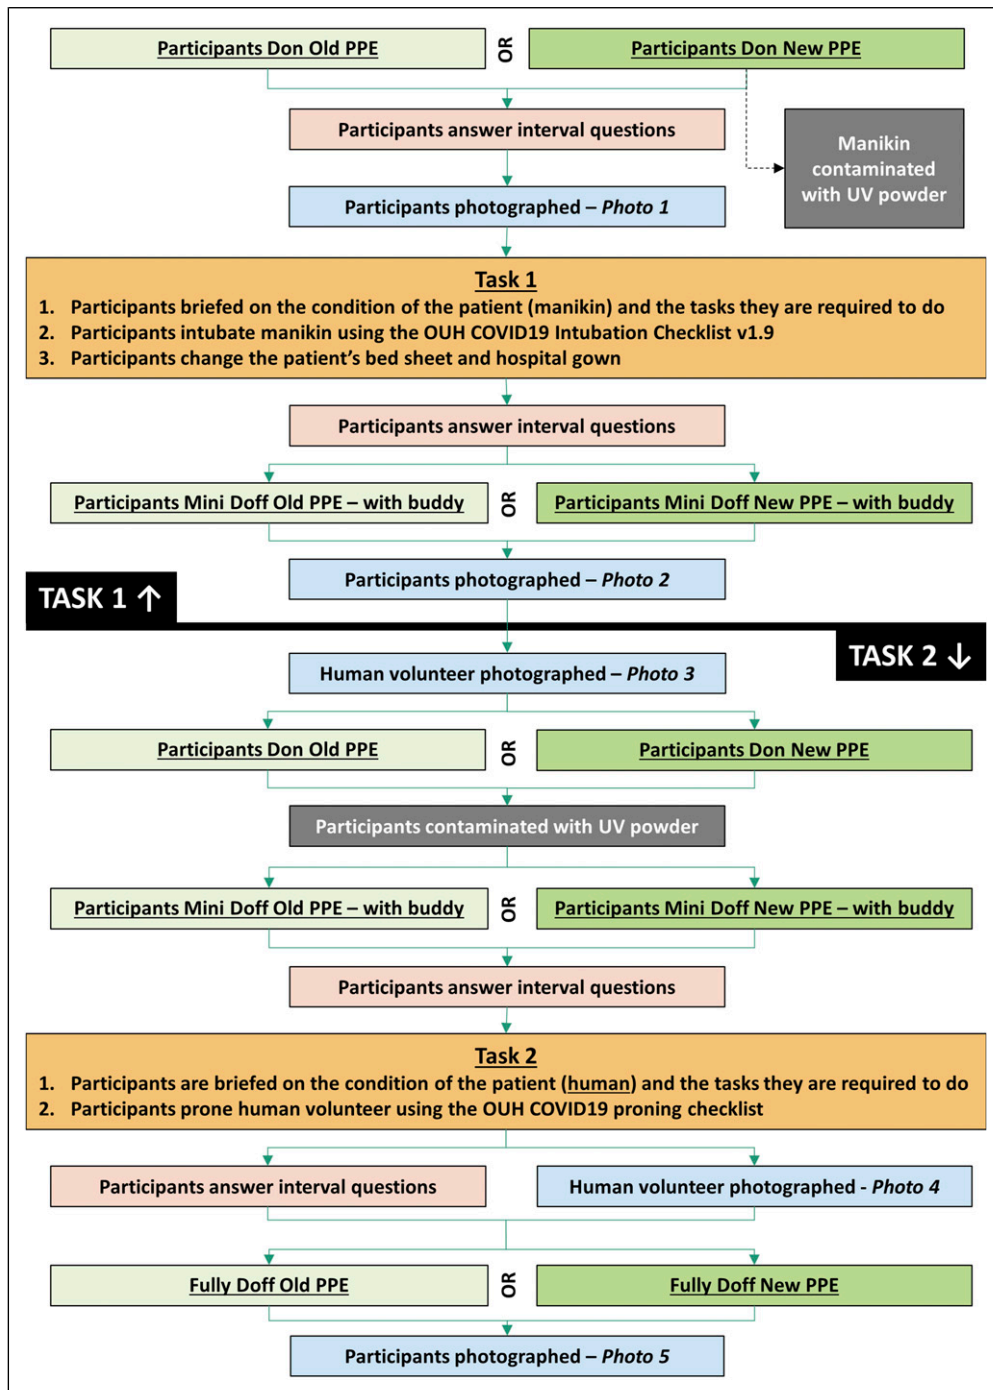 Participants Don Old PPE
OR
Participants Don New PPE
Participants answer interval questions
Manikin
contaminated
with UV powder
Participants photographed – Photo 1
Task 1
1. Participants briefed on the condition of the patient (manikin) and the tasks they are required to do
2. Participants intubate manikin using the OUH COVID19 Intubation Checklist v1.9
3. Participants change the patient's bed sheet and hospital gown
Participants answer interval questions
Participants Mini Doff Old PPE – with buddy
OR
Participants Mini Doff New PPE – with buddy
Participants photographed – Photo 2
TASK 1 ↑
TASK 2 ↓
Human volunteer photographed – Photo 3
Participants Don Old PPE
OR
Participants Don New PPE
Participants contaminated with UV powder
Participants Mini Doff Old PPE – with buddy
OR
Participants Mini Doff New PPE – with buddy
Participants answer interval questions
Task 2
1. Participants are briefed on the condition of the patient (human) and the tasks they are required to do
2. Participants prone human volunteer using the OUH COVID19 proning checklist
Participants answer interval questions
Human volunteer photographed - Photo 4
Fully Doff Old PPE
OR
Fully Doff New PPE
Participants photographed – Photo 5